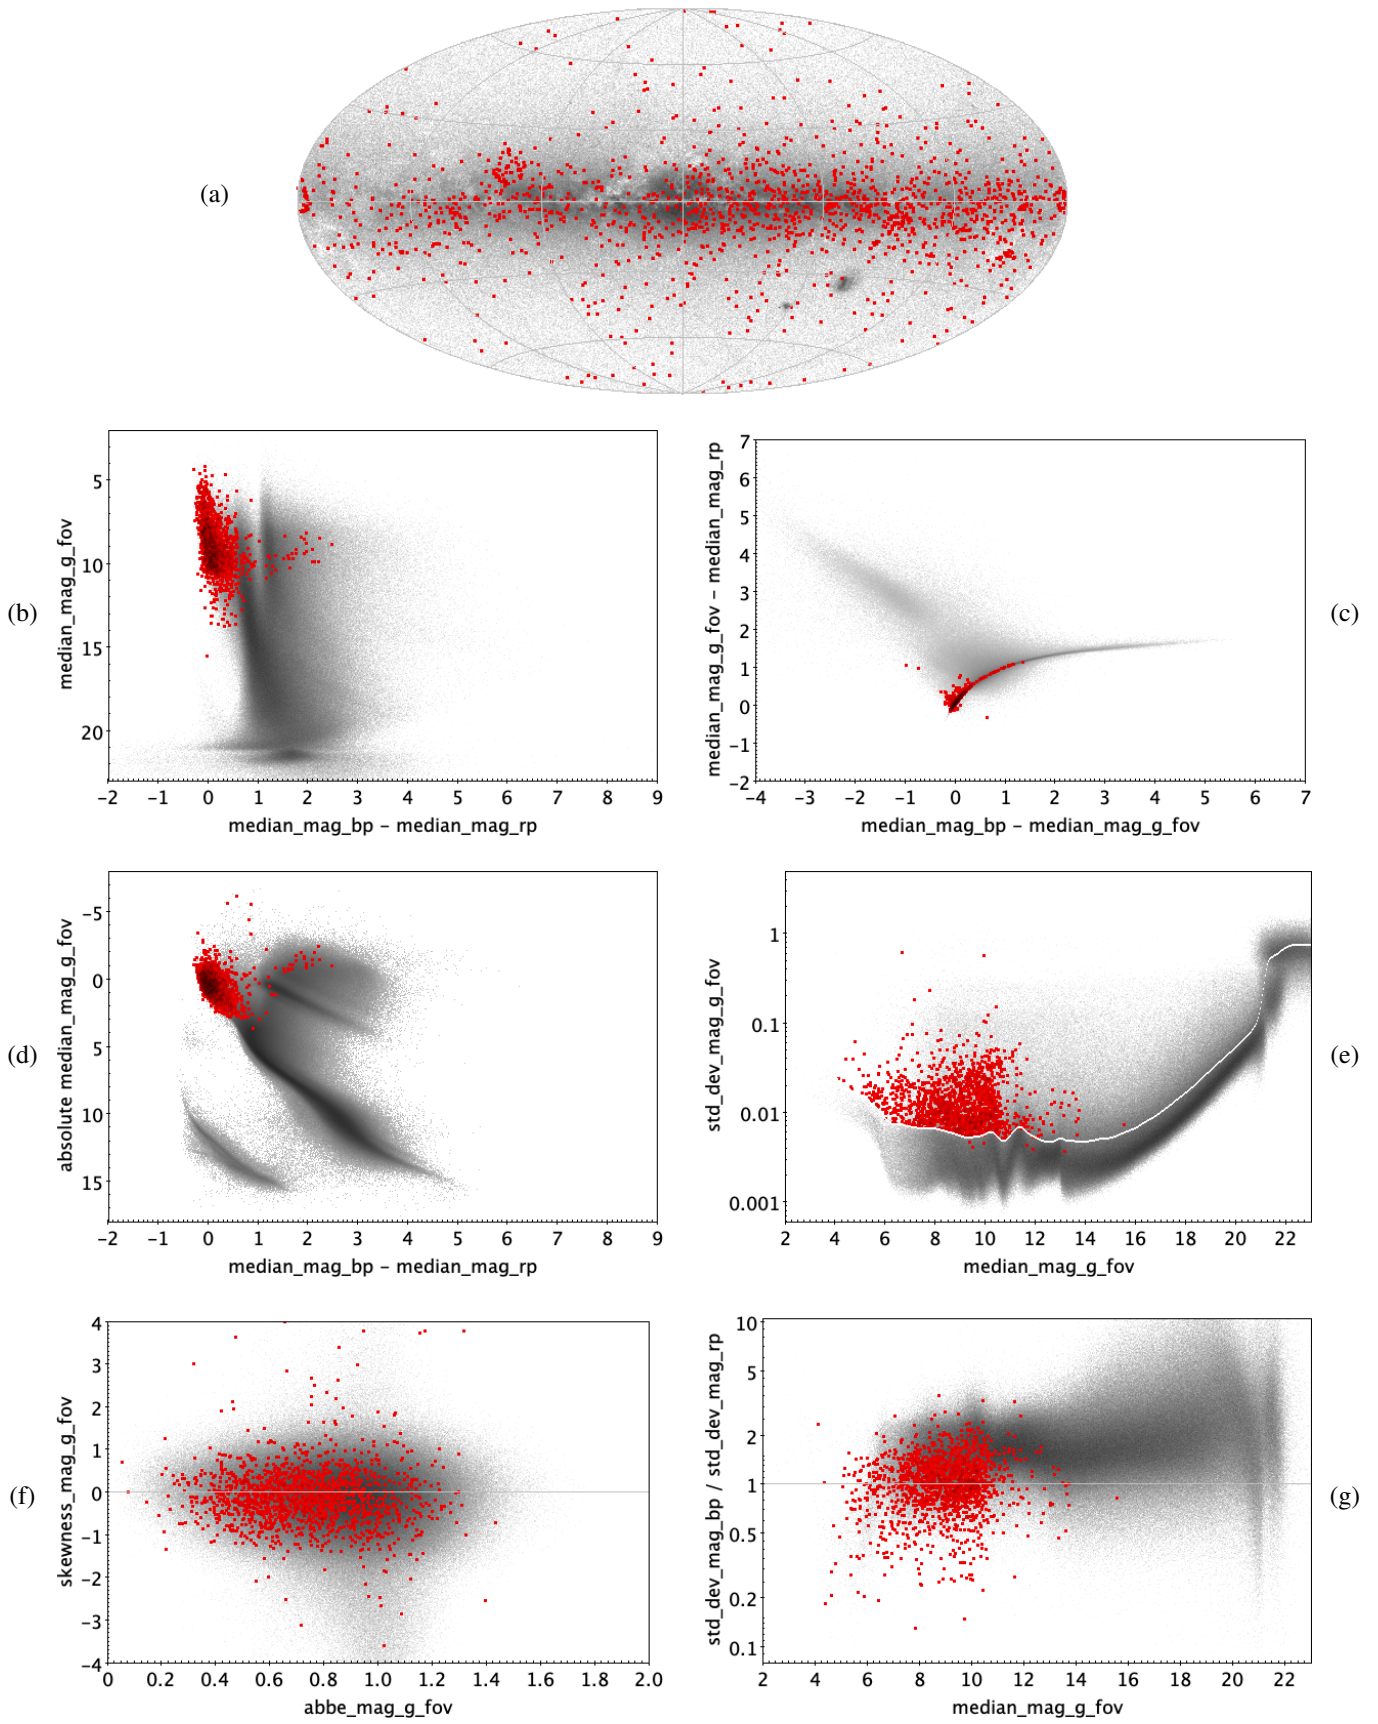 (a)
5
10
15
20
−2 −1 0 1 2 3 4 5 6 7 8 9
median_mag_g_fov
median_mag_bp − median_mag_rp
(b)
7
6
5
4
3
2
1
0
−1
−2
−4 −3 −2 −1 0 1 2 3 4 5 6 7
median_mag_g_fov − median_mag_rp
median_mag_bp − median_mag_g_fov
(c)
−5
0
5
10
15
−2 −1 0 1 2 3 4 5 6 7 8 9
absolute median_mag_g_fov
median_mag_bp − median_mag_rp
(d)
1
0.1
0.01
0.001
2 4 6 8 10 12 14 16 18 20 22
std_dev_mag_g_fov
median_mag_g_fov
(e)
4
3
2
1
0
−1
−2
−3
−4
0 0.2 0.4 0.6 0.8 1.0 1.2 1.4 1.6 1.8 2.0
skewness_mag_g_fov
abbe_mag_g_fov
(f)
10
5
2
1
0.5
0.2
0.1
2 4 6 8 10 12 14 16 18 20 22
std_dev_mag_bp / std_dev_mag_rp
median_mag_g_fov
(g)